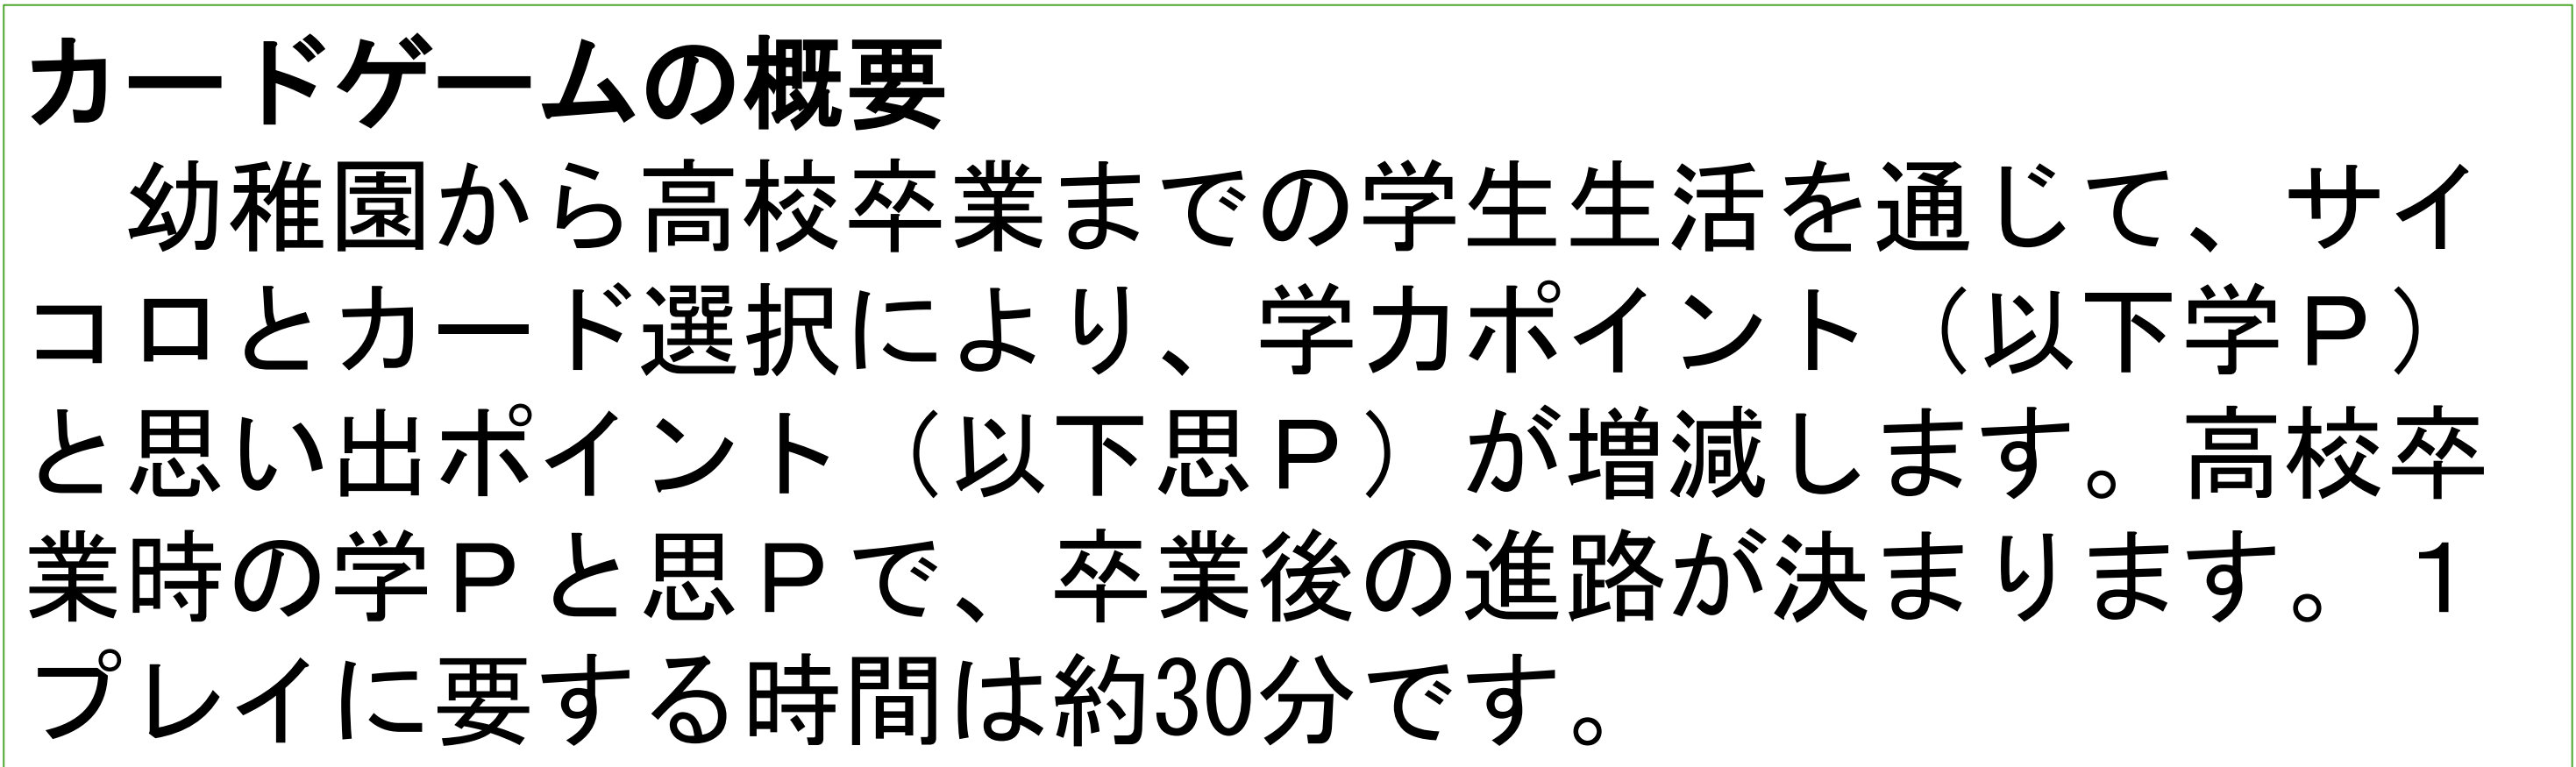 カードゲームの概要
　幼稚園から高校卒業までの学生生活を通じて、サイ
コロとカード選択により、学力ポイント（以下学Ｐ）
と思い出ポイント（以下思Ｐ）が増減します。高校卒
業時の学Ｐと思Ｐで、卒業後の進路が決まります。１
プレイに要する時間は約30分です。